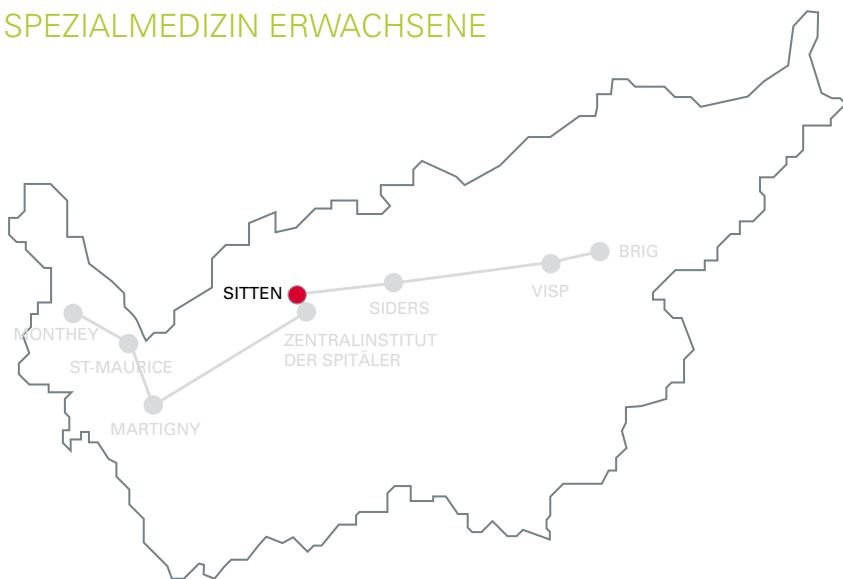 SPEZIALMEDIZIN ERWACHSENE
BRIG
VISP
SITTEN
SIDERS
MONTHEY
ZENTRALINSTITUT
DER SPITÄLER
ST-MAURICE
MARTIGNY